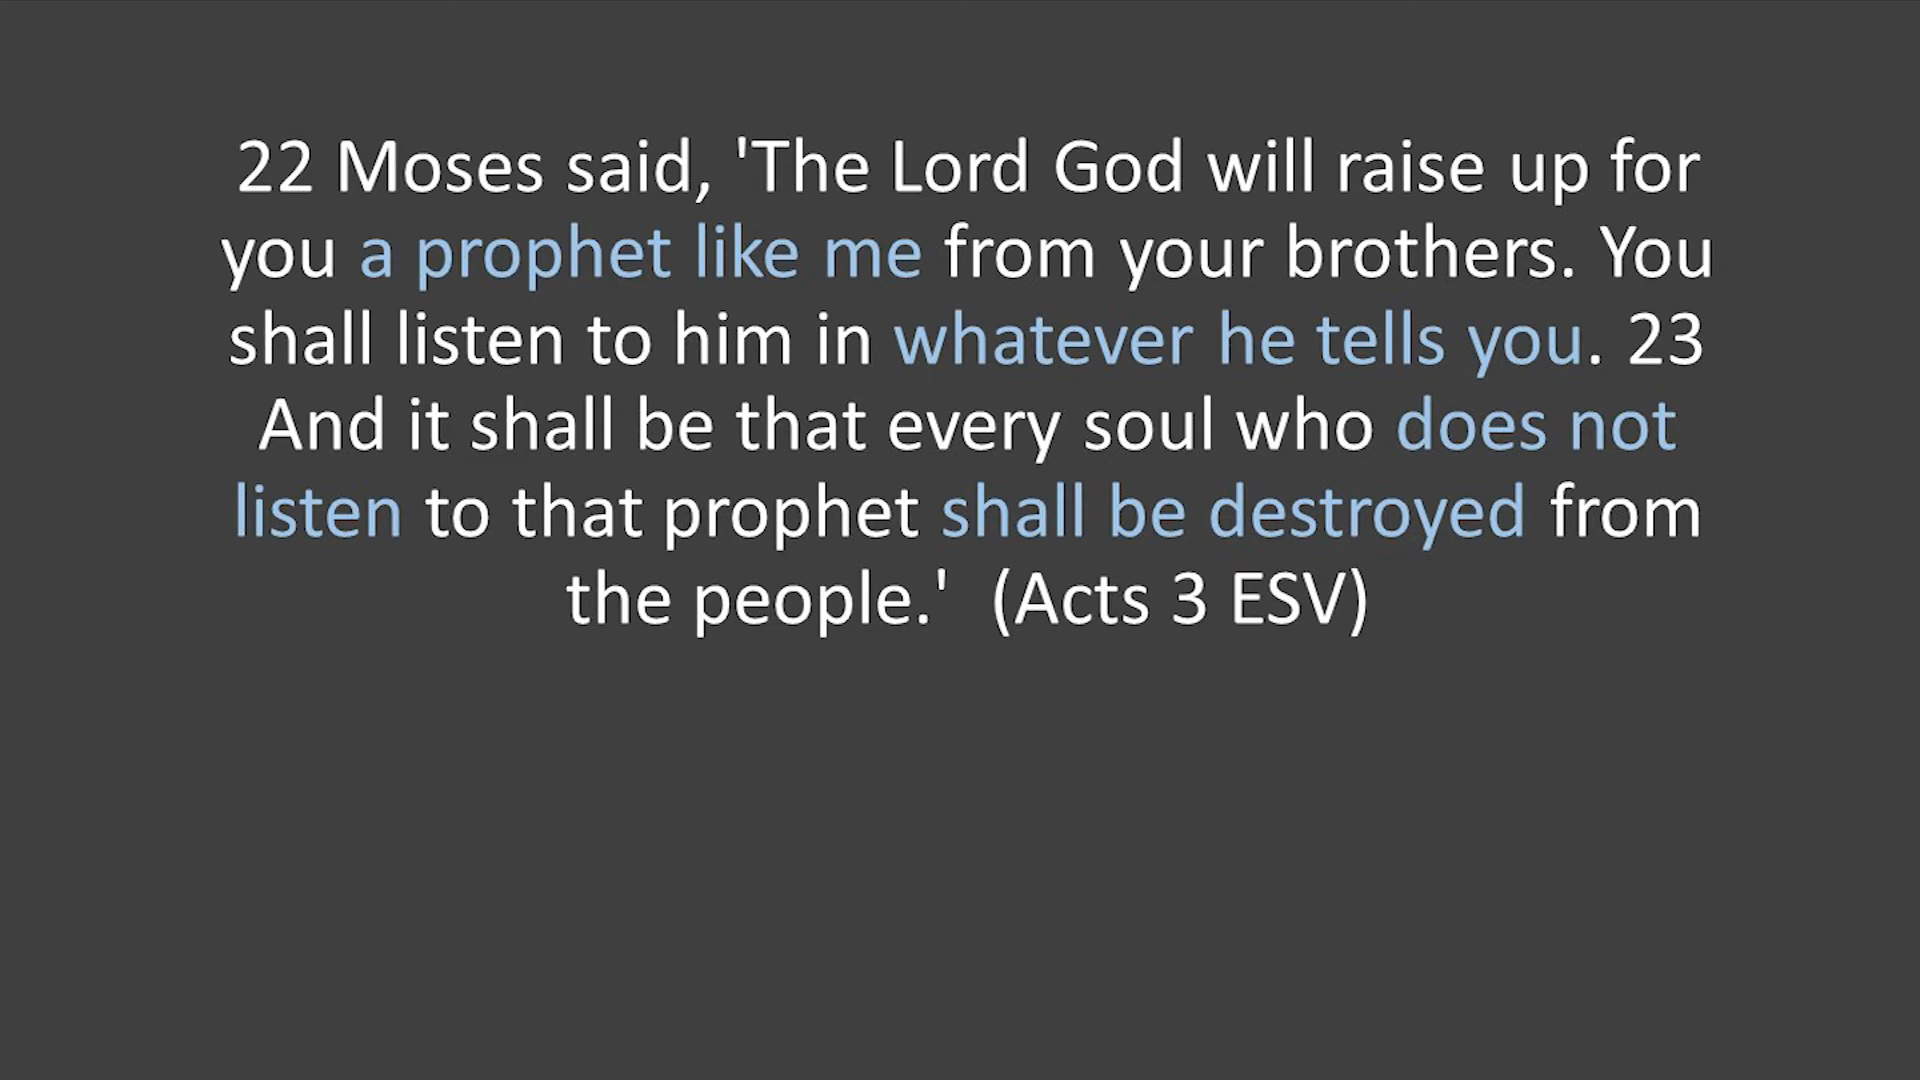 22 Moses said, 'The Lord God will raise up for
you a prophet like me from your brothers. You
shall listen to him in whatever he tells you. 23
And it shall be that every soul who does not
listen to that prophet shall be destroyed from
the people.'  (Acts 3 ESV)